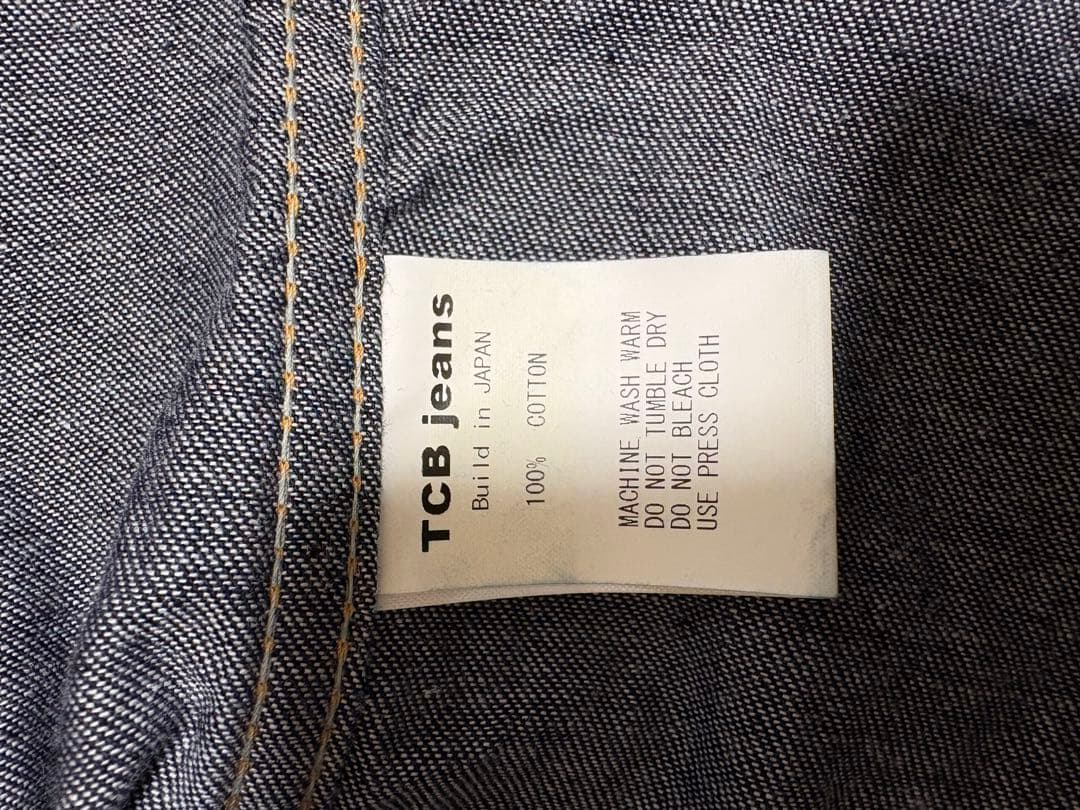 TCB jeans
Build in JAPAN
100% COTTON
MACHINE WASH WARM
DO NOT TUMBLE DRY
DO NOT BLEACH
USE PRESS CLOTH